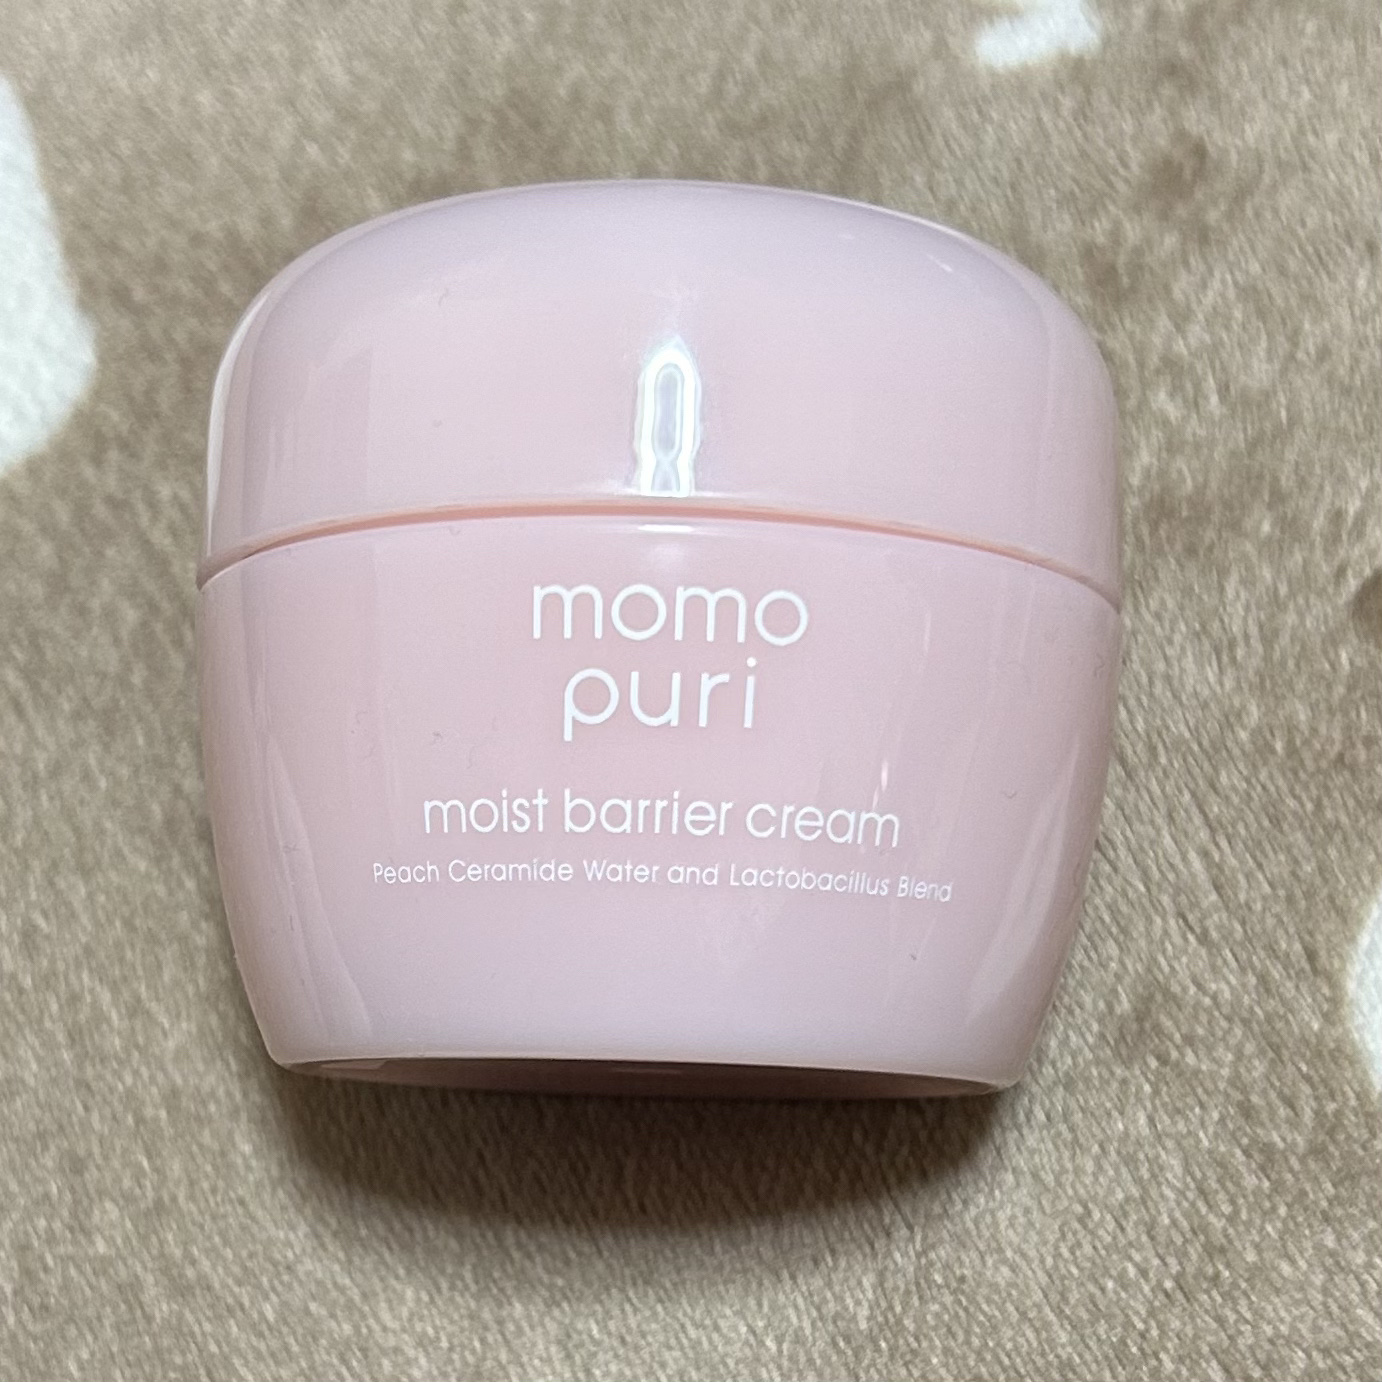 momo
puri
moist barrier cream
Peach Ceramide Water and Lactobacillus Blend